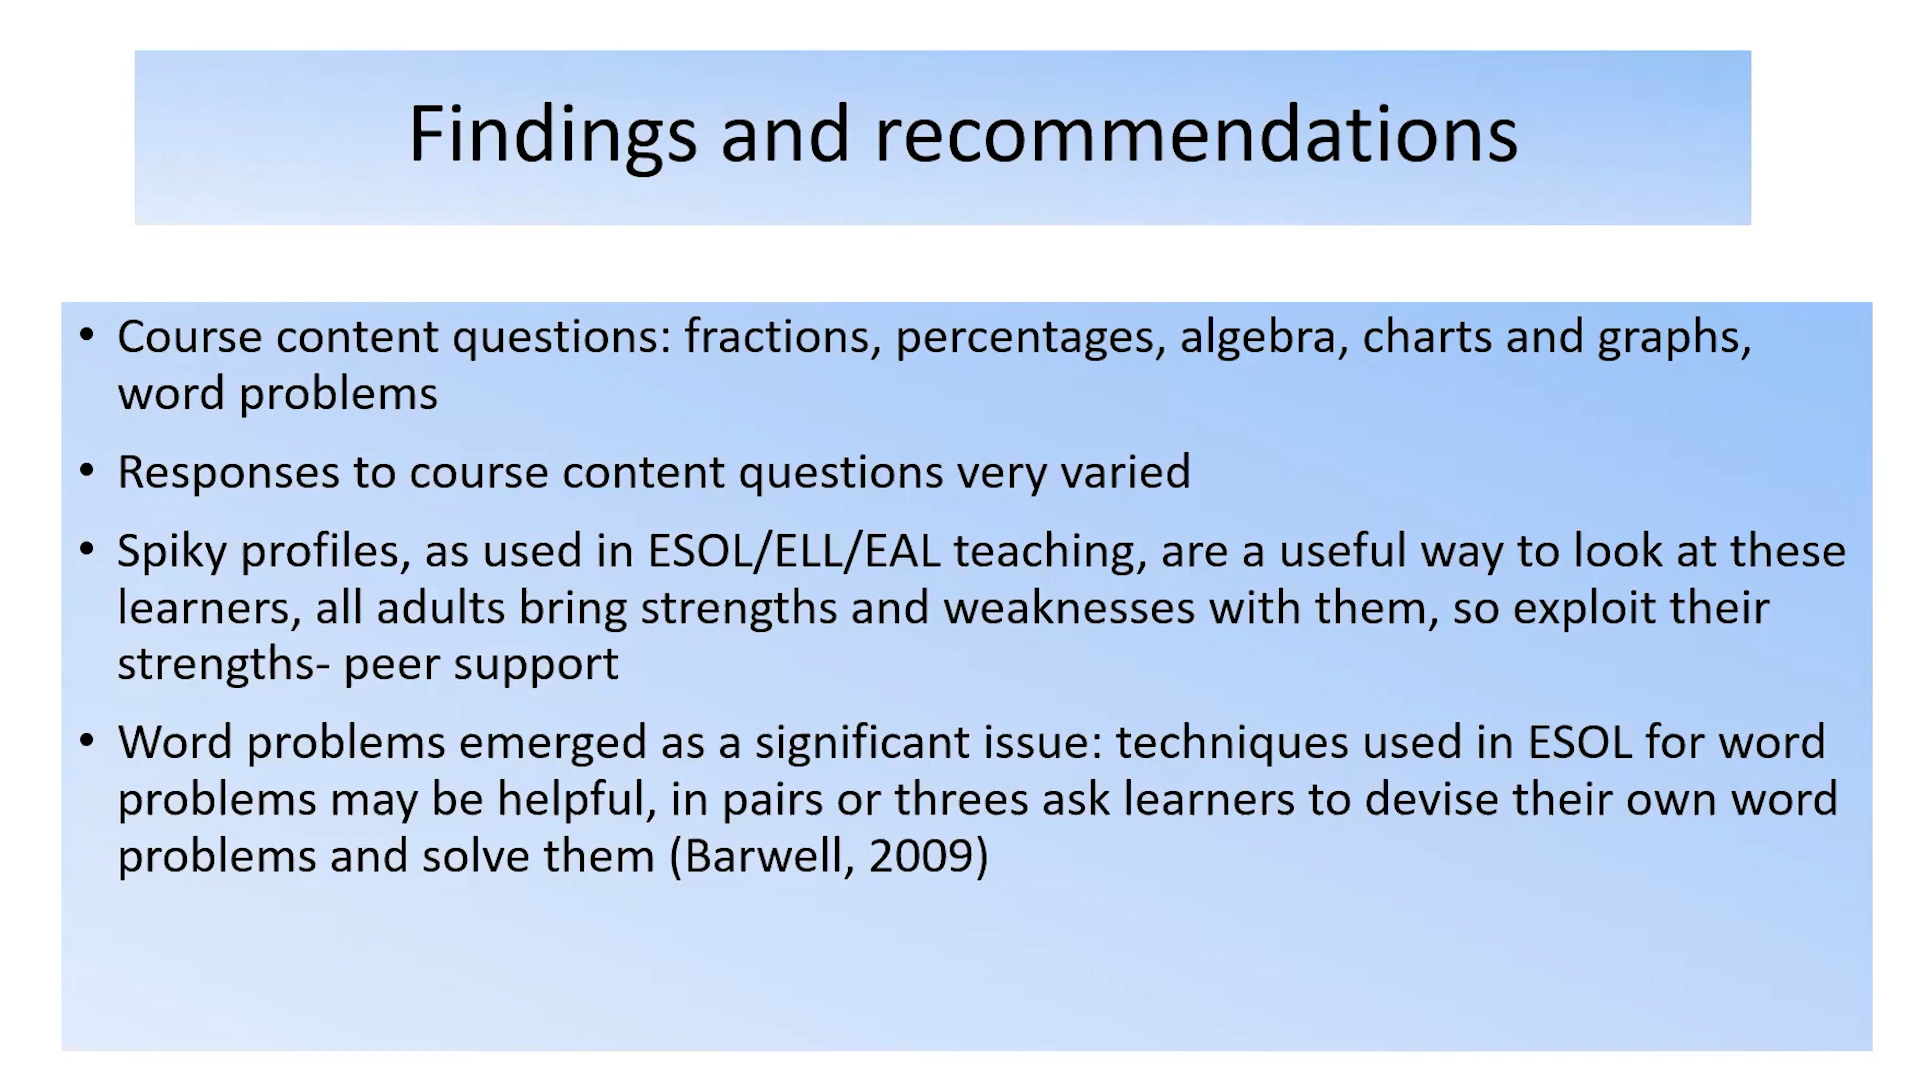 Findings and recommendations
• Course content questions: fractions, percentages, algebra, charts and graphs,
word problems
• Responses to course content questions very varied
• Spiky profiles, as used in ESOL/ELL/EAL teaching, are a useful way to look at these
learners, all adults bring strengths and weaknesses with them, so exploit their
strengths- peer support
• Word problems emerged as a significant issue: techniques used in ESOL for word
problems may be helpful, in pairs or threes ask learners to devise their own word
problems and solve them (Barwell, 2009)